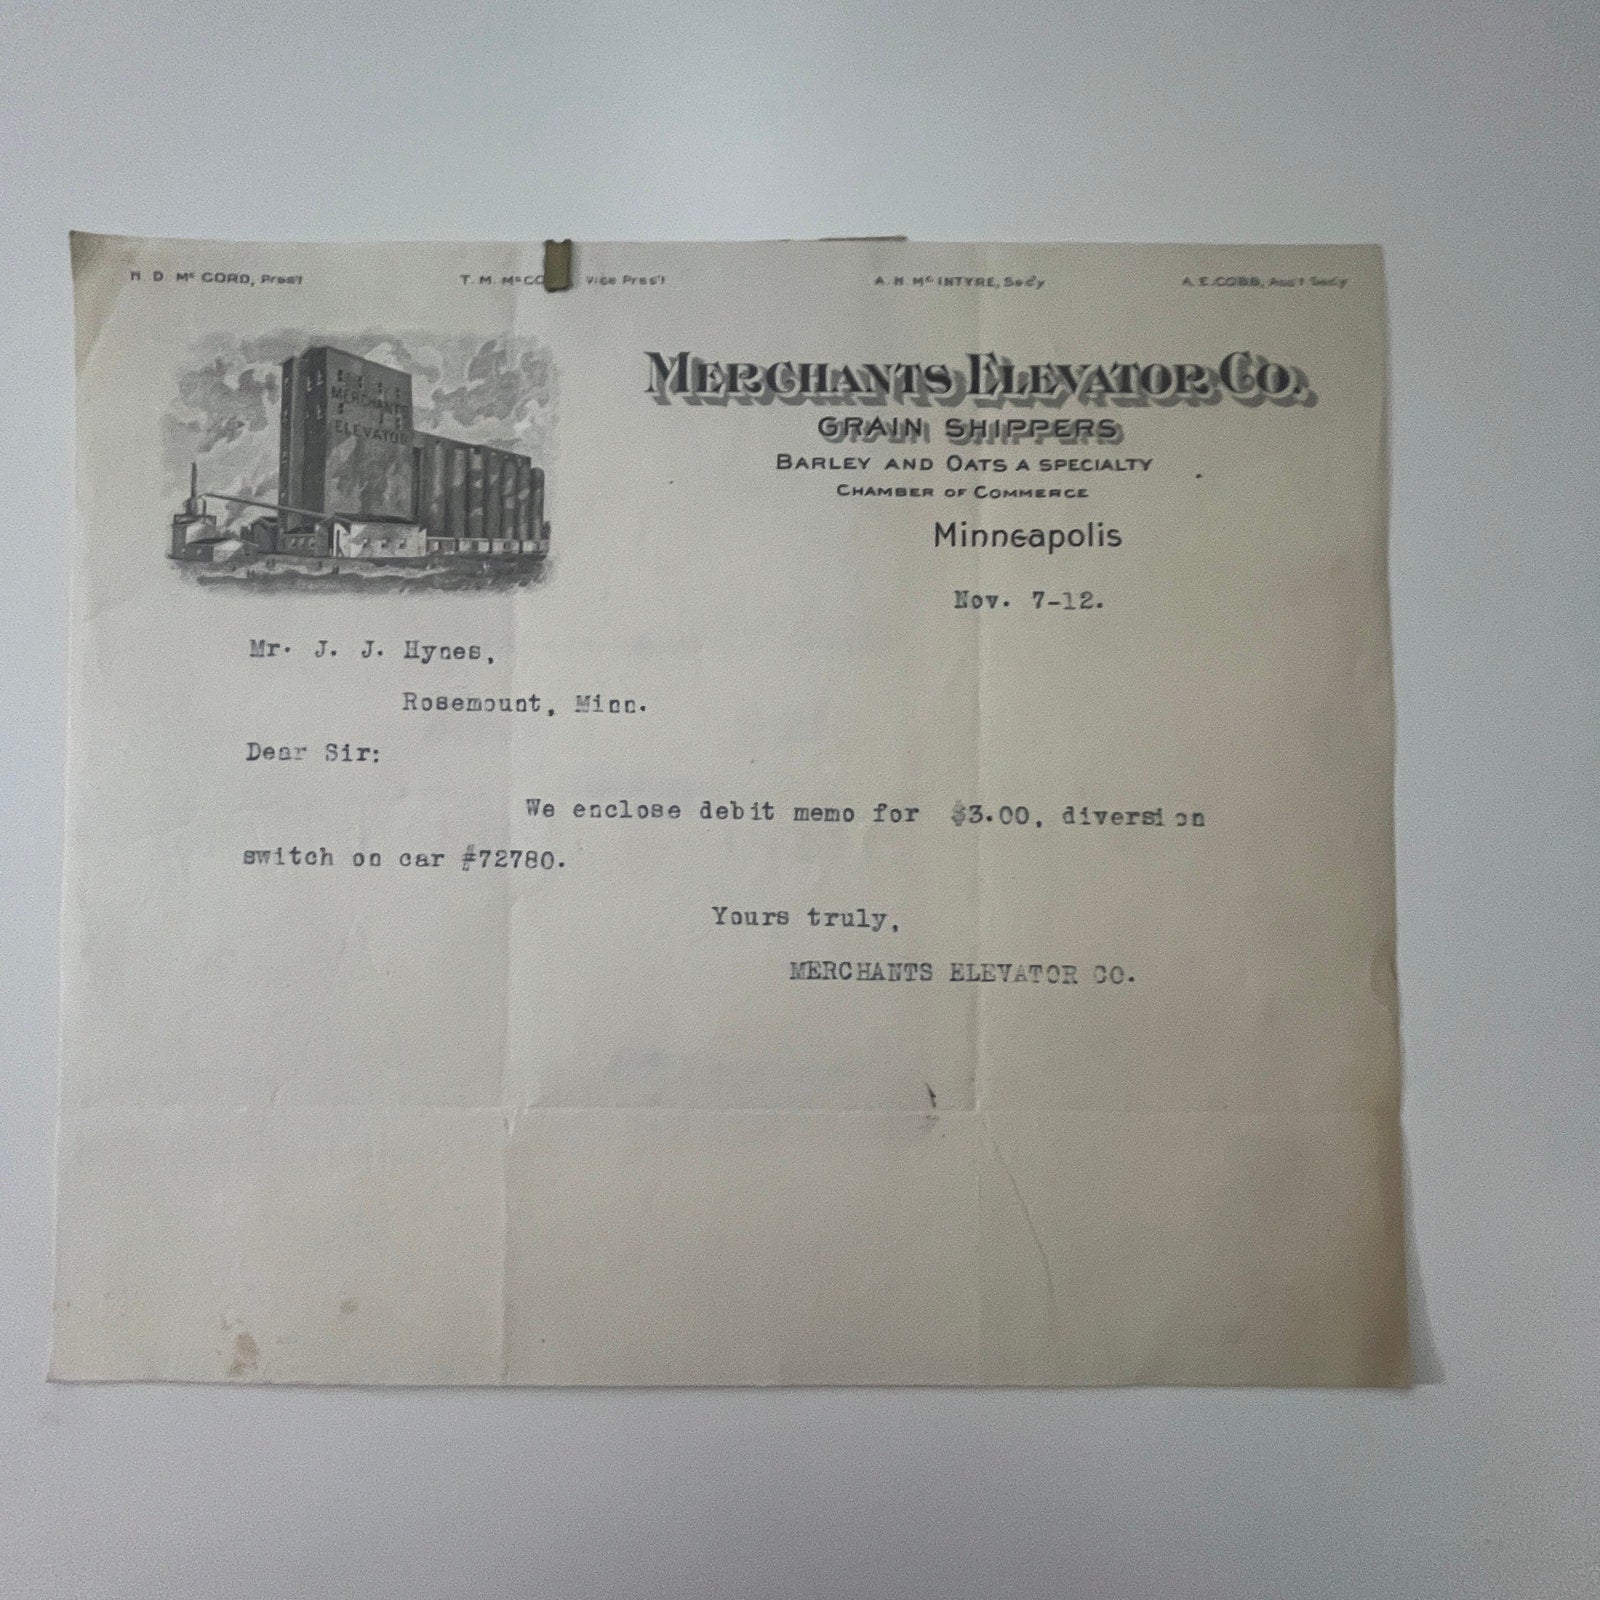 H. D. McCORD, Pres't T. M. McCO Vice Pres't A. H. McINTYRE, Sec'y A. E. COBB, Ass't Sec'y
MERCHANTS
ELEVATOR
MERCHANTS ELEVATOR CO.
GRAIN SHIPPERS
BARLEY AND OATS A SPECIALTY
CHAMBER OF COMMERCE
Minneapolis
Nov. 7-12.
Mr. J. J. Hynes,
Rosemount, Minn.
Dear Sir:
We enclose debit memo for $3.00, diversion
switch on car #72780.
Yours truly,
MERCHANTS ELEVATOR CO.